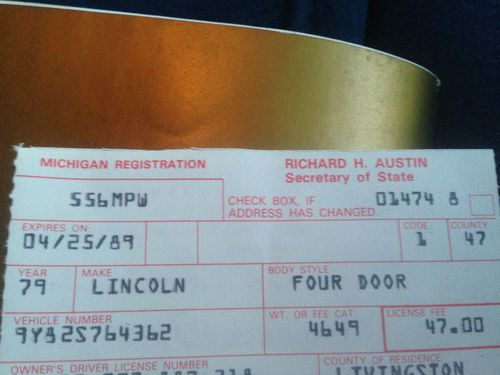 MICHIGAN REGISTRATION
RICHARD H. AUSTIN
Secretary of State
556MPW
CHECK BOX, IF
ADDRESS HAS CHANGED.
01474 8
EXPIRES ON:
04/25/89
CODE
1
COUNTY
47
YEAR
79
MAKE
LINCOLN
BODY STYLE
FOUR DOOR
VEHICLE NUMBER
9Y82S764362
WT. OR FEE CAT.
4649
LICENSE FEE
47.00
OWNER'S DRIVER LICENSE NUMBER
COUNTY OF RESIDENCE
LIVINGSTON